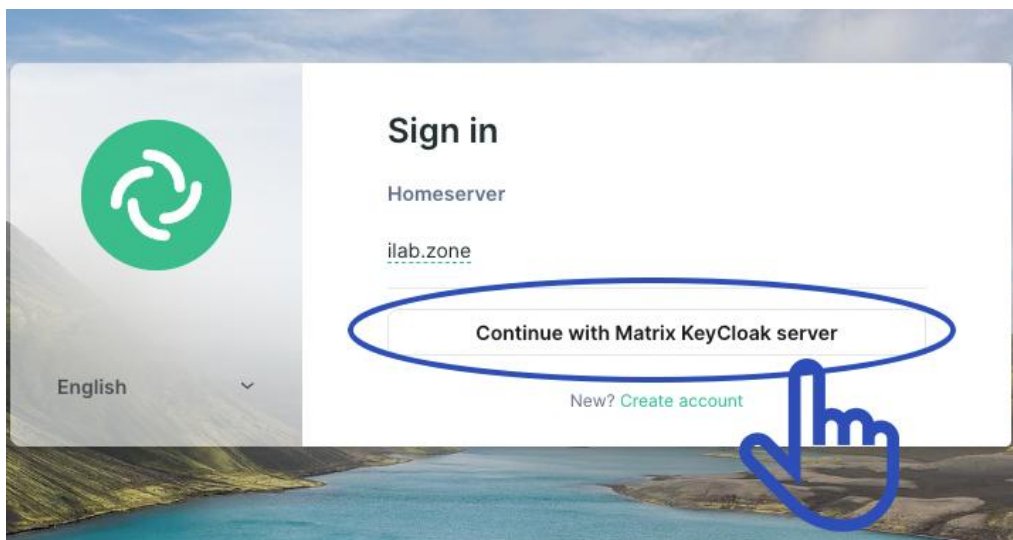 Sign in
Homeserver
ilab.zone
Continue with Matrix KeyCloak server
English
New? Create account